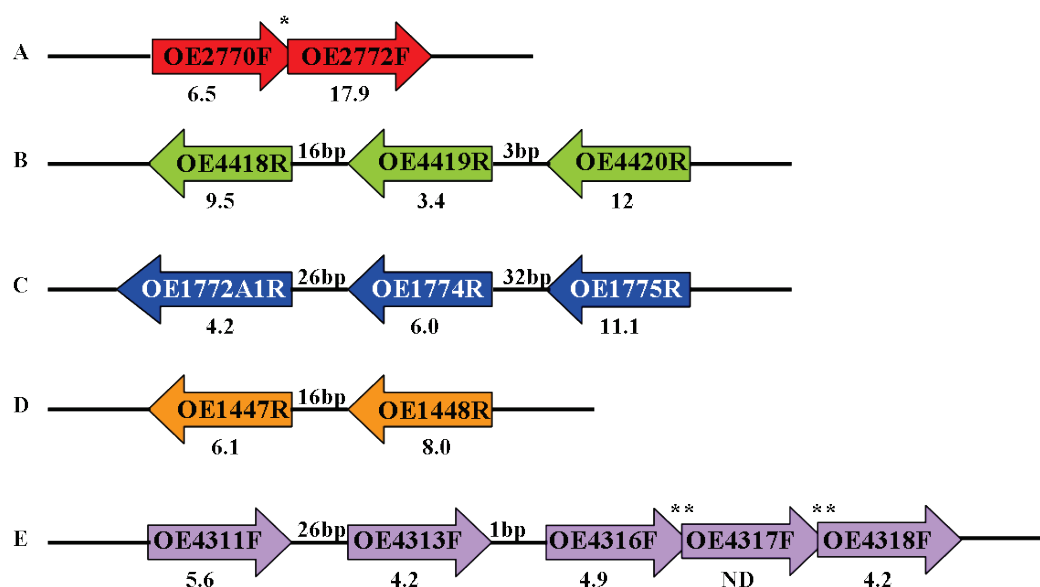 *
A OE2770F OE2772F
6.5 17.9
B OE4418R 16bp OE4419R 3bp OE4420R
9.5 3.4 12
C OE1772A1R 26bp OE1774R 32bp OE1775R
4.2 6.0 11.1
D OE1447R 16bp OE1448R
6.1 8.0
** **
E OE4311F 26bp OE4313F 1bp OE4316F OE4317F OE4318F
5.6 4.2 4.9 ND 4.2